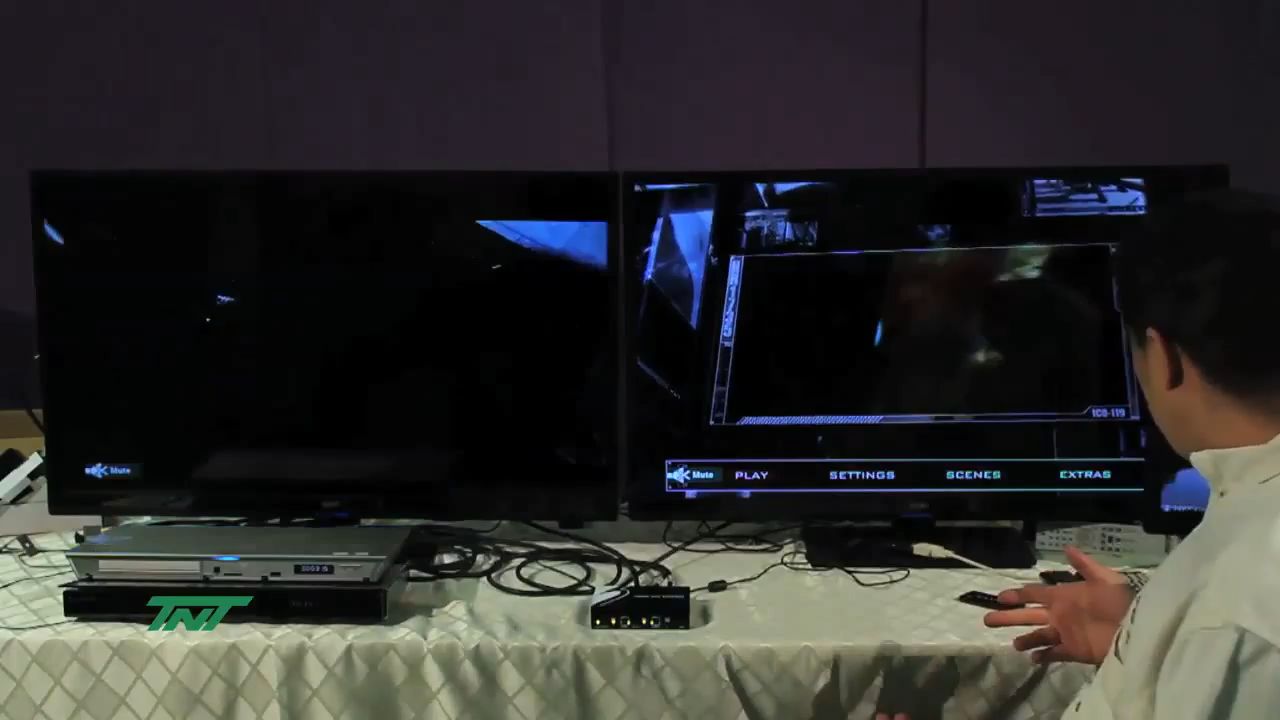 Mute
Mute
PLAY
SETTINGS
SCENES
EXTRAS
TNT